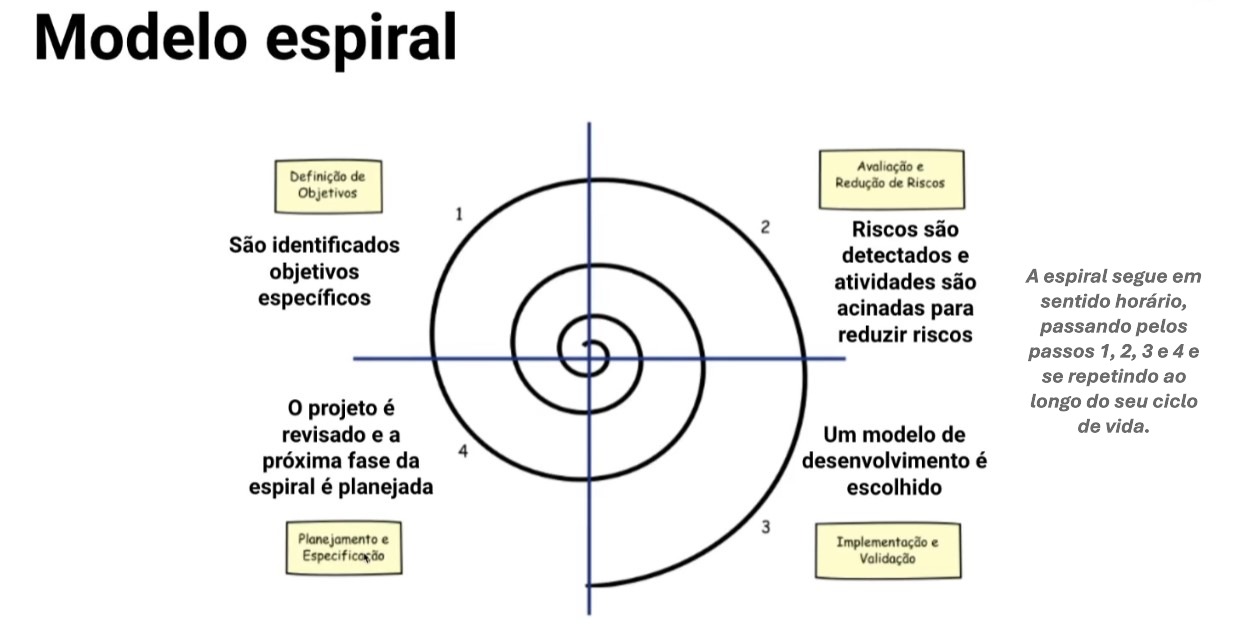 Modelo espiral
Definição de
Objetivos
1
São identificados
objetivos
específicos
Avaliação e
Redução de Riscos
2
Riscos são
detectados e
atividades são
acinadas para
reduzir riscos
A espiral segue em
sentido horário,
passando pelos
passos 1, 2, 3 e 4 e
se repetindo ao
longo do seu ciclo
de vida.
O projeto é
revisado e a
próxima fase da
espiral é planejada
4
Planejamento e
Especificação
Um modelo de
desenvolvimento é
escolhido
3
Implementação e
Validação